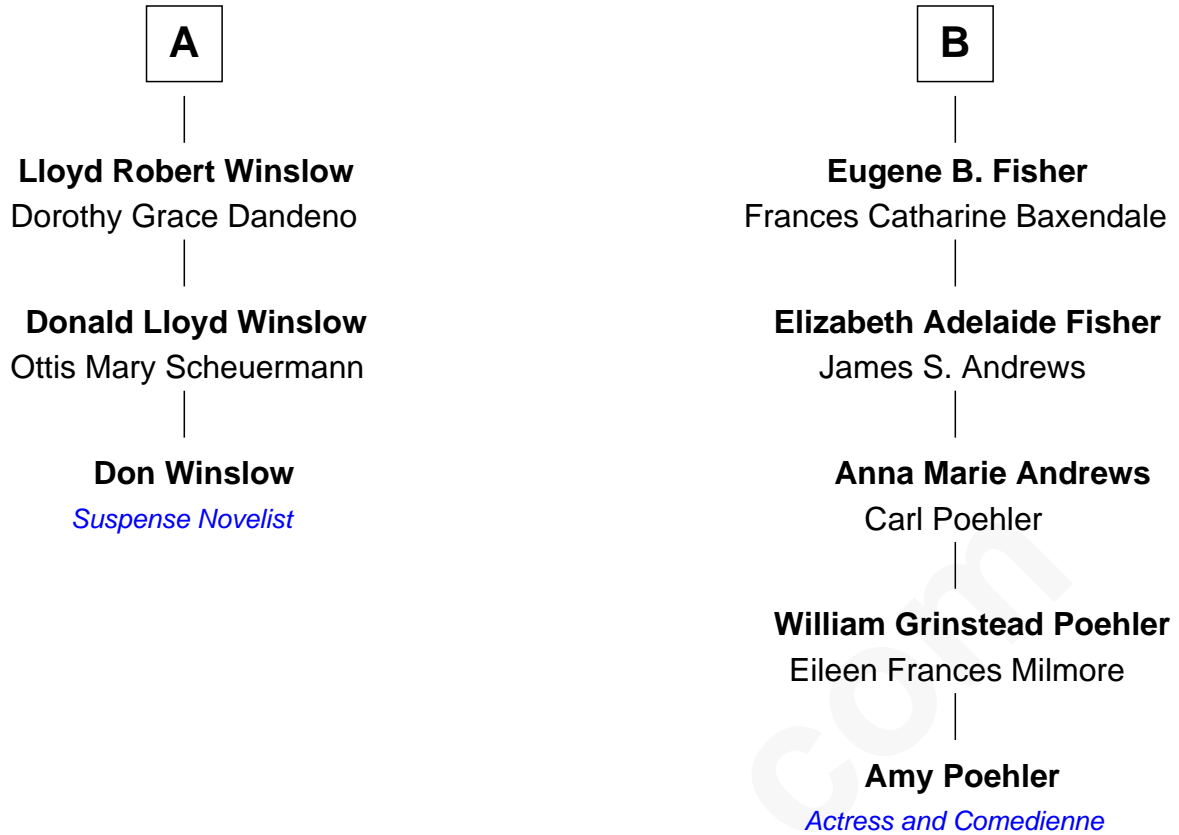 A
Lloyd Robert Winslow
Dorothy Grace Dandeno
Donald Lloyd Winslow
Ottis Mary Scheuermann
Don Winslow
Suspense Novelist
B
Eugene B. Fisher
Frances Catharine Baxendale
Elizabeth Adelaide Fisher
James S. Andrews
Anna Marie Andrews
Carl Poehler
William Grinstead Poehler
Eileen Frances Milmore
Amy Poehler
Actress and Comedienne
com